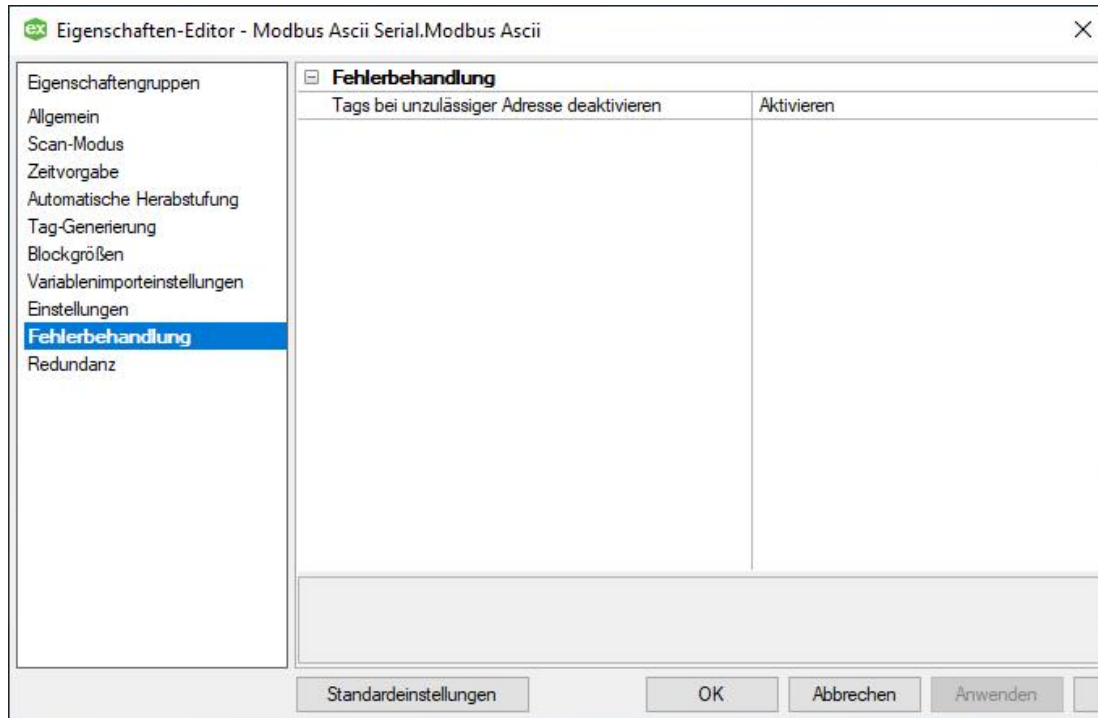 ex Eigenschaften-Editor - Modbus Ascii Serial.Modbus Ascii
Eigenschaftengruppen
Allgemein
Scan-Modus
Zeitvorgabe
Automatische Herabstufung
Tag-Generierung
Blockgrößen
Variablenimporteinstellungen
Einstellungen
Fehlerbehandlung
Redundanz
Fehlerbehandlung
Tags bei unzulässiger Adresse deaktivieren Aktivieren
Standardeinstellungen OK Abbrechen Anwenden